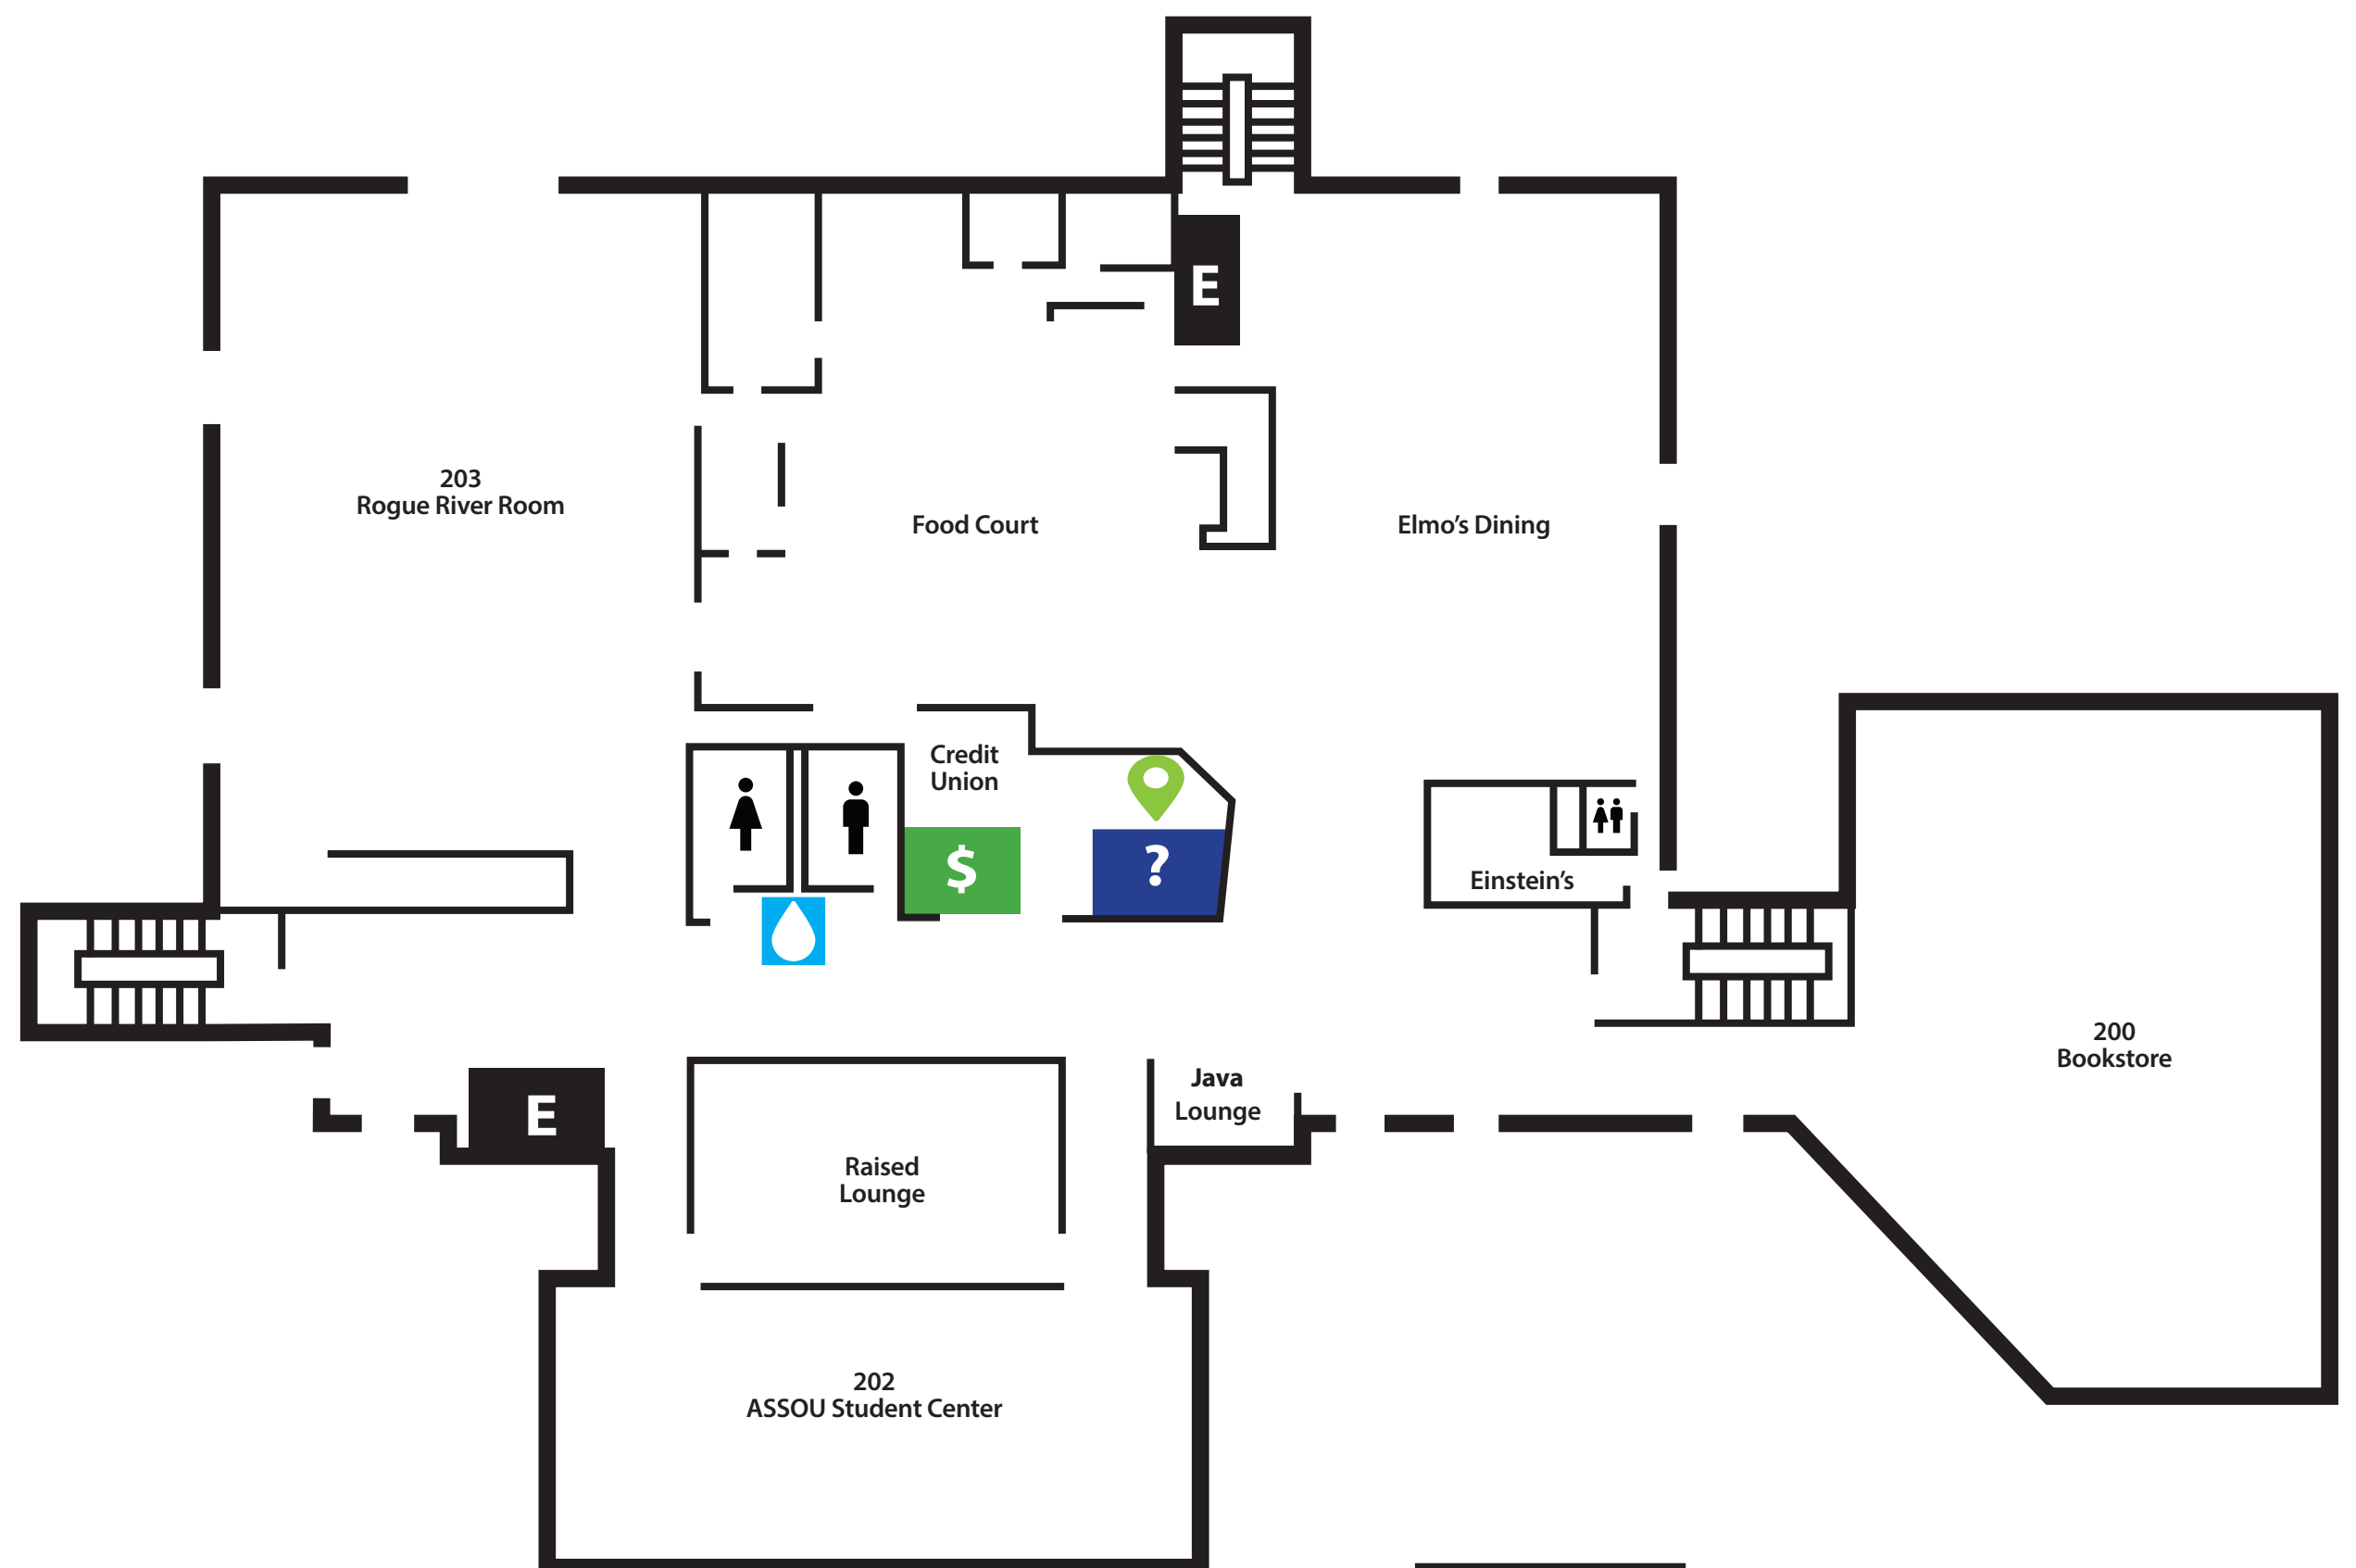 E
203
Rogue River Room
Food Court
Elmo’s Dining
Credit
Union
$
?
Einstein’s
200
Bookstore
Java
Lounge
E
Raised
Lounge
202
ASSOU Student Center